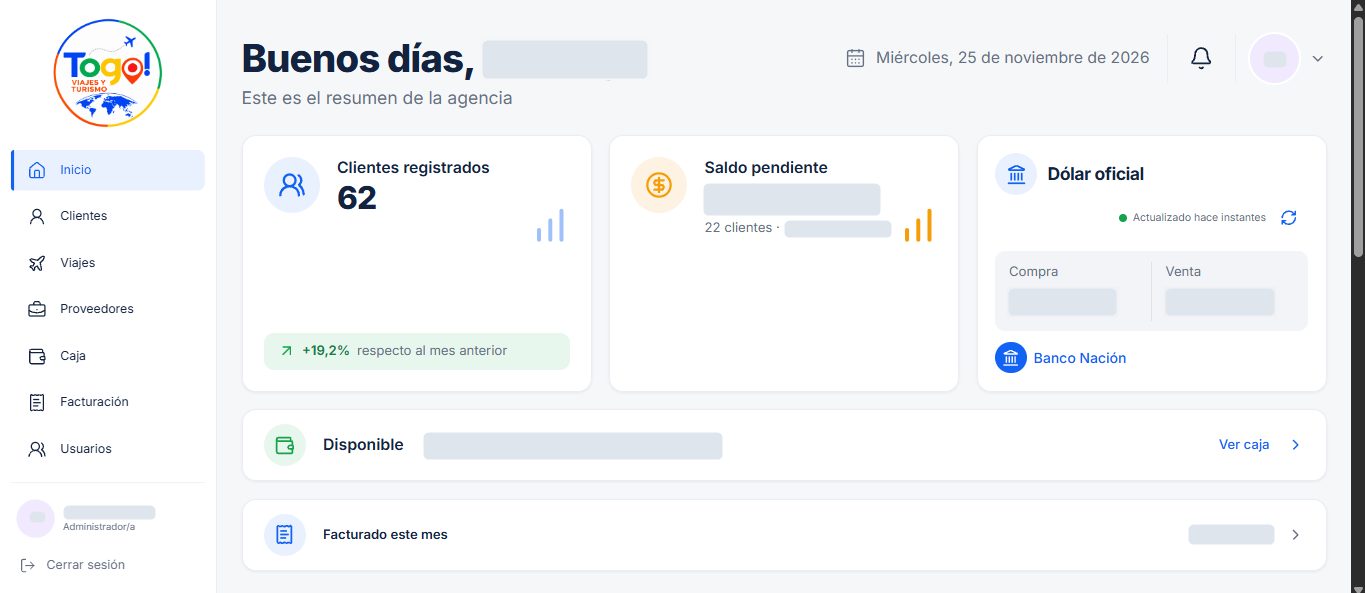 Togo!
VIAJES Y
TURISMO
Inicio
Clientes
Viajes
Proveedores
Caja
Facturación
Usuarios
Administrador/a
Cerrar sesión
Buenos días,
Este es el resumen de la agencia
Miércoles, 25 de noviembre de 2026
Clientes registrados
62
+19,2% respecto al mes anterior
Saldo pendiente
22 clientes ·
Dólar oficial
Actualizado hace instantes
Compra
Venta
Banco Nación
Disponible
Ver caja
Facturado este mes